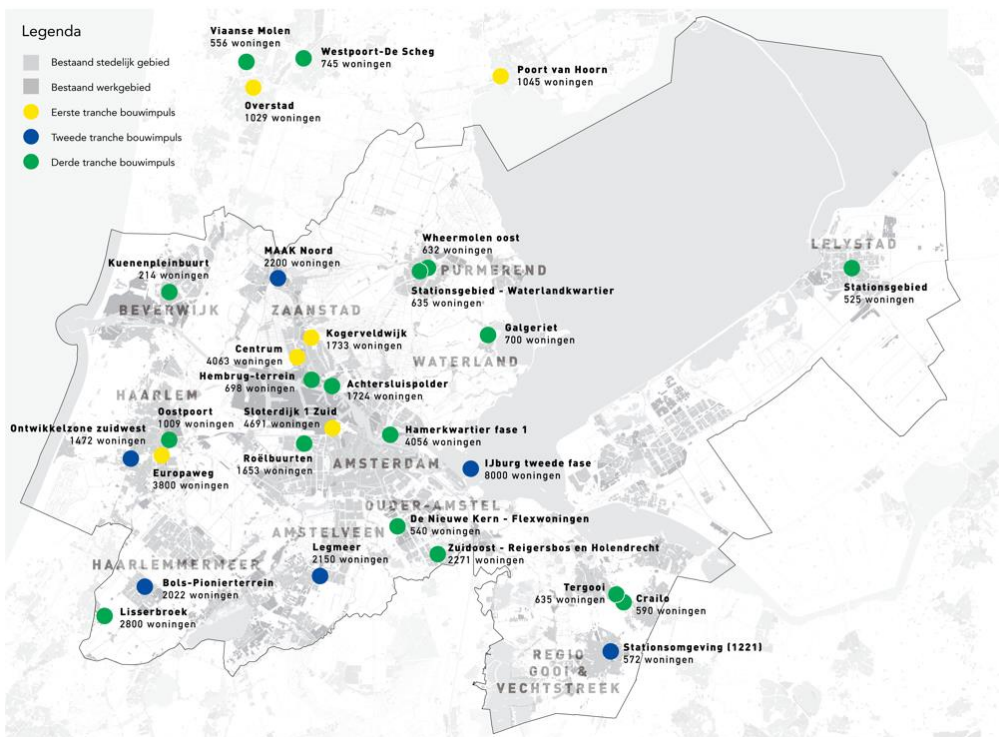 Legenda
Bestaand stedelijk gebied
Bestaand werkgebied
Eerste tranche bouwimpuls
Tweede tranche bouwimpuls
Derde tranche bouwimpuls
Viaanse Molen
556 woningen
Westpoort-De Scheg
745 woningen
Overstad
1029 woningen
Poort van Hoorn
1045 woningen
Wheermolen oost
632 woningen
PURMEREND
Stationsgebied - Waterlandkwartier
635 woningen
MAAK Noord
2200 woningen
Kuenenpleinbuurt
214 woningen
BEVERWIJK
ZAANSTAD
LELYSTAD
Stationsgebied
525 woningen
Kogerveldwijk
1733 woningen
Centrum
4063 woningen
Galgeriet
700 woningen
WATERLAND
Hembrug-terrein
698 woningen
Achtersluispolder
1724 woningen
HAARLEM
Oostpoort
1009 woningen
Sloterdijk 1 Zuid
4691 woningen
Ontwikkelzone zuidwest
1472 woningen
Hamerkwartier fase 1
4056 woningen
Roëlbuurten
1653 woningen
Europaweg
3800 woningen
AMSTERDAM
IJburg tweede fase
8000 woningen
OUDER-AMSTEL
De Nieuwe Kern - Flexwoningen
540 woningen
AMSTELVEEN
Legmeer
2150 woningen
Zuidoost - Reigersbos en Holendrecht
2271 woningen
HAARLEMMERMEER
Bols-Pionierterrein
2022 woningen
Lisserbroek
2800 woningen
Tergooi
635 woningen
Crailo
590 woningen
Stationsomgeving (1221)
572 woningen
REGIO
GOOI &
VECHTSTREEK